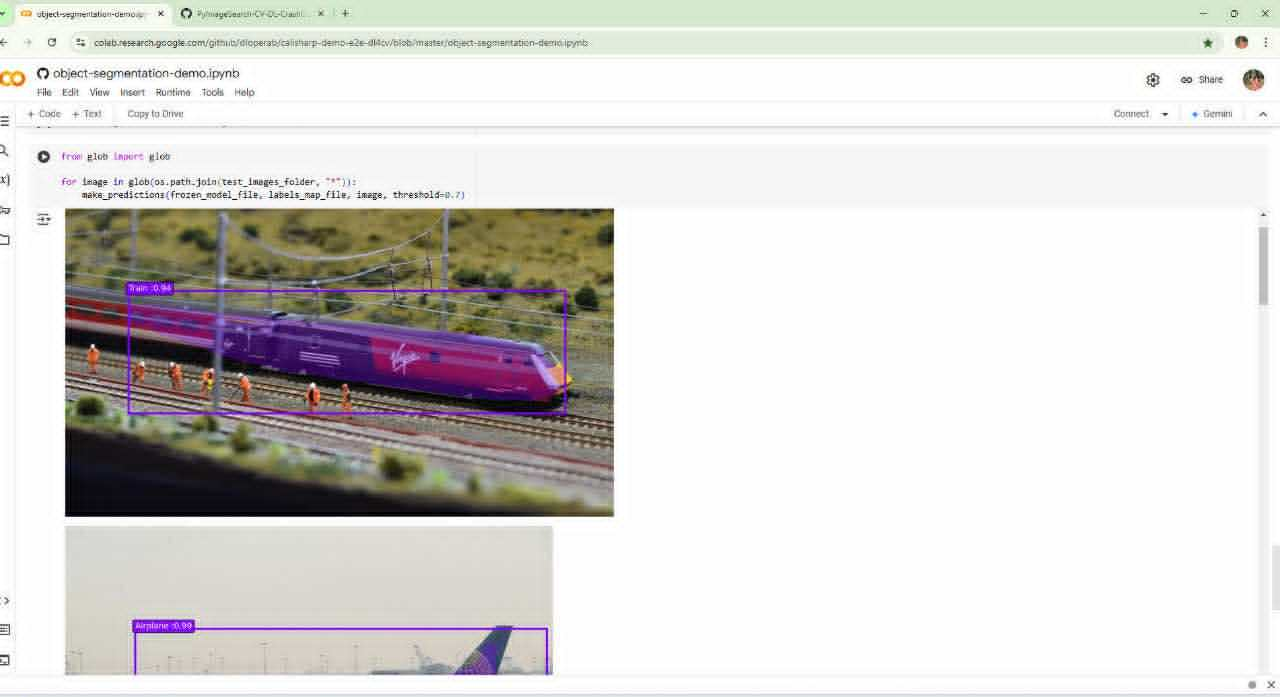 object-segmentation-demo.ipy
PyImageSearch-CV-DL-Crash
colab.research.google.com/github/dloperab/calisharp-demo-e2e-dl4cv/blob/master/object-segmentation-demo.ipynb
CO
object-segmentation-demo.ipynb
File Edit View Insert Runtime Tools Help
Share
+ Code + Text Copy to Drive
Connect
Gemini
from glob import glob
for image in glob(os.path.join(test_images_folder, "*")):
make_predictions(frozen_model_file, labels_map_file, image, threshold=0.7)
Train :0.94
Virgin
Airplane :0.99